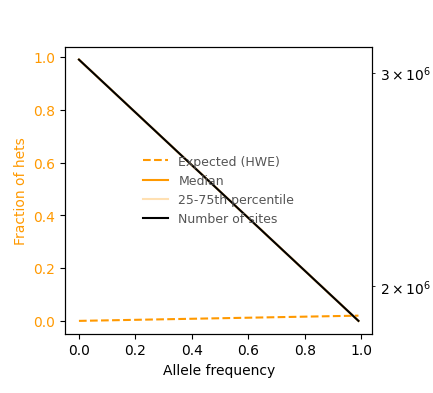 1.0
0.8
0.6
0.4
0.2
0.0
Fraction of hets
3 × 10⁶
2 × 10⁶
Expected (HWE)
Median
25-75th percentile
Number of sites
0.0 0.2 0.4 0.6 0.8 1.0
Allele frequency